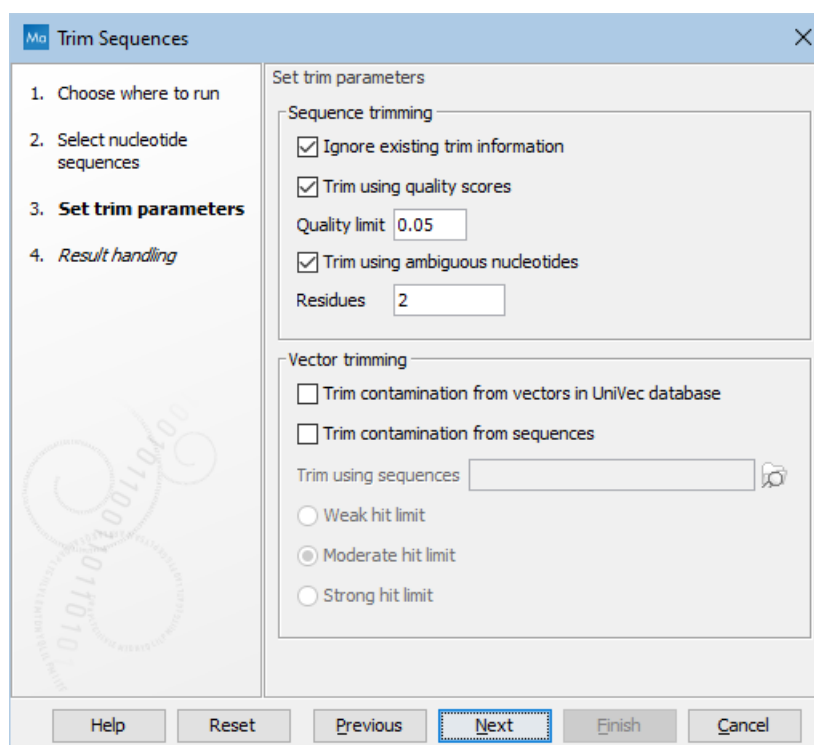 Ma Trim Sequences
1. Choose where to run
2. Select nucleotide
sequences
3. Set trim parameters
4. Result handling
Set trim parameters
Sequence trimming
Ignore existing trim information
Trim using quality scores
Quality limit 0.05
Trim using ambiguous nucleotides
Residues 2
Vector trimming
Trim contamination from vectors in UniVec database
Trim contamination from sequences
Trim using sequences
Weak hit limit
Moderate hit limit
Strong hit limit
Help Reset Previous Next Finish Cancel